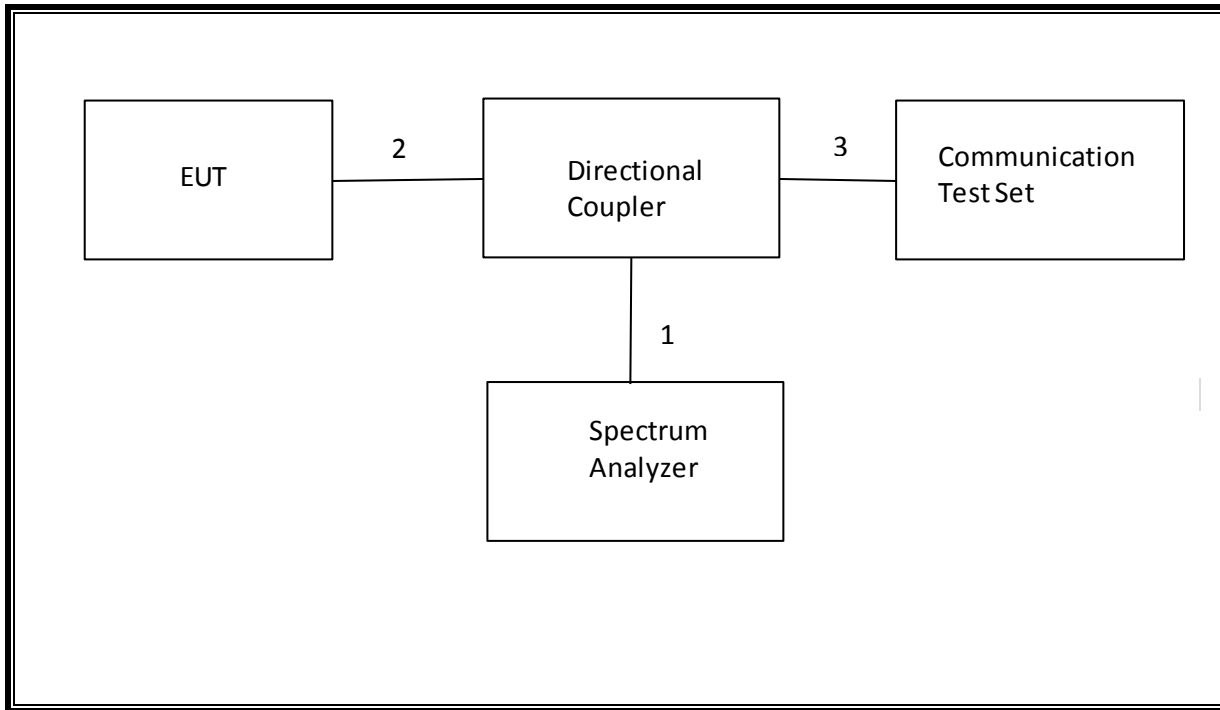 EUT
2
Directional
Coupler
3
Communication
Test Set
1
Spectrum
Analyzer